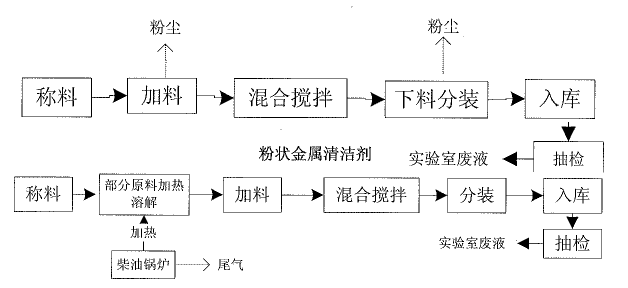 粉尘
粉尘
称料
加料
混合搅拌
下料分装
入库
粉状金属清洁剂
实验室废液
抽检
称料
部分原料加热
溶解
加料
混合搅拌
分装
入库
加热
实验室废液
抽检
柴油锅炉
尾气